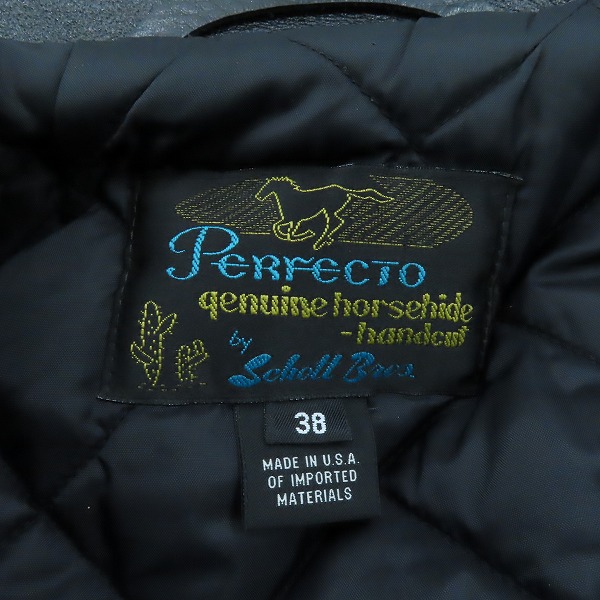 PERFECTO
genuine horsehide
-handcut
by Schott Bros.
38
MADE IN U.S.A.
OF IMPORTED
MATERIALS